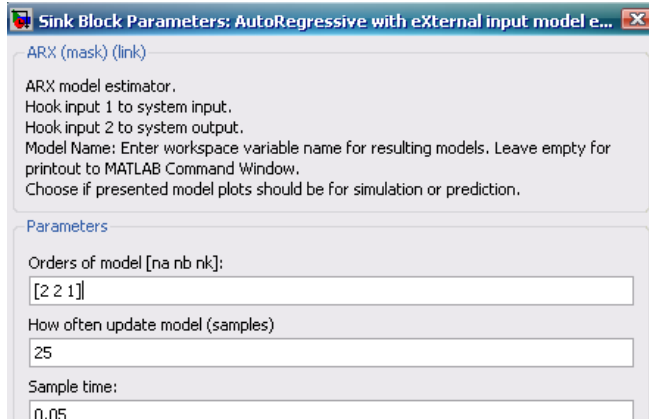 Sink Block Parameters: AutoRegressive with eXternal input model e...
ARX (mask) (link)
ARX model estimator.
Hook input 1 to system input.
Hook input 2 to system output.
Model Name: Enter workspace variable name for resulting models. Leave empty for
printout to MATLAB Command Window.
Choose if presented model plots should be for simulation or prediction.
Parameters
Orders of model [na nb nk]:
[2 2 1]
How often update model (samples)
25
Sample time:
0.05